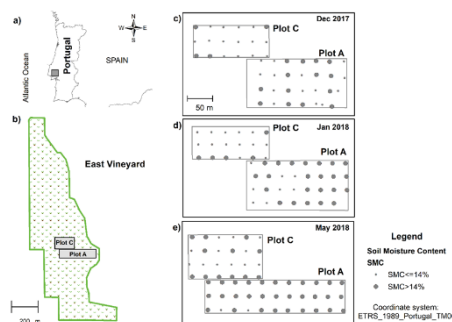 a)
N
W
E
S
Portugal
SPAIN
Atlantic Ocean
b)
East Vineyard
Plot C
Plot A
200 m
c)
Dec 2017
Plot C
Plot A
50 m
d)
Jan 2018
Plot C
Plot A
e)
May 2018
Plot C
Plot A
Legend
Soil Moisture Content
SMC
SMC<=14%
SMC>14%
Coordinate system:
ETRS_1989_Portugal_TM0